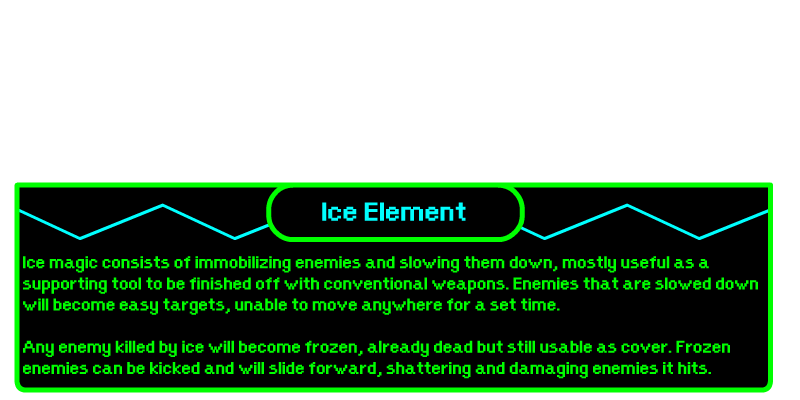 Ice Element
Ice magic consists of immobilizing enemies and slowing them down, mostly useful as a
supporting tool to be finished off with conventional weapons. Enemies that are slowed down
will become easy targets, unable to move anywhere for a set time.
Any enemy killed by ice will become frozen, already dead but still usable as cover. Frozen
enemies can be kicked and will slide forward, shattering and damaging enemies it hits.